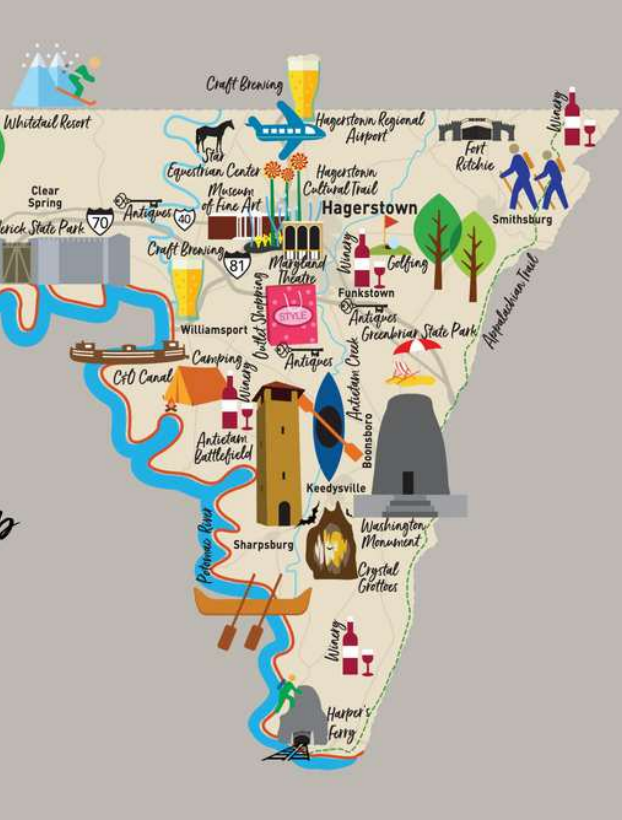 Craft Brewing
Whitetail Resort
Hagerstown Regional
Airport
Winery
Star
Equestrian Center
Fort
Ritchie
Hagerstown
Cultural Trail
Clear
Spring
Museum
of Fine Art
Antiques
40
70
Hagerstown
Smithsburg
erick State Park
Craft Brewing
81
Maryland
Theatre
Winery
Golfing
Funkstown
Outlet Shopping
STYLE
Antiques
Greenbriar State Park
Appalachian Trail
Williamsport
Antiques
Camping
C&O Canal
Winery
Antietam Creek
Antietam
Battlefield
Boonsboro
Keedysville
Potomac River
Sharpsburg
Washington
Monument
Crystal
Grottoes
Winery
Harper's
Ferry